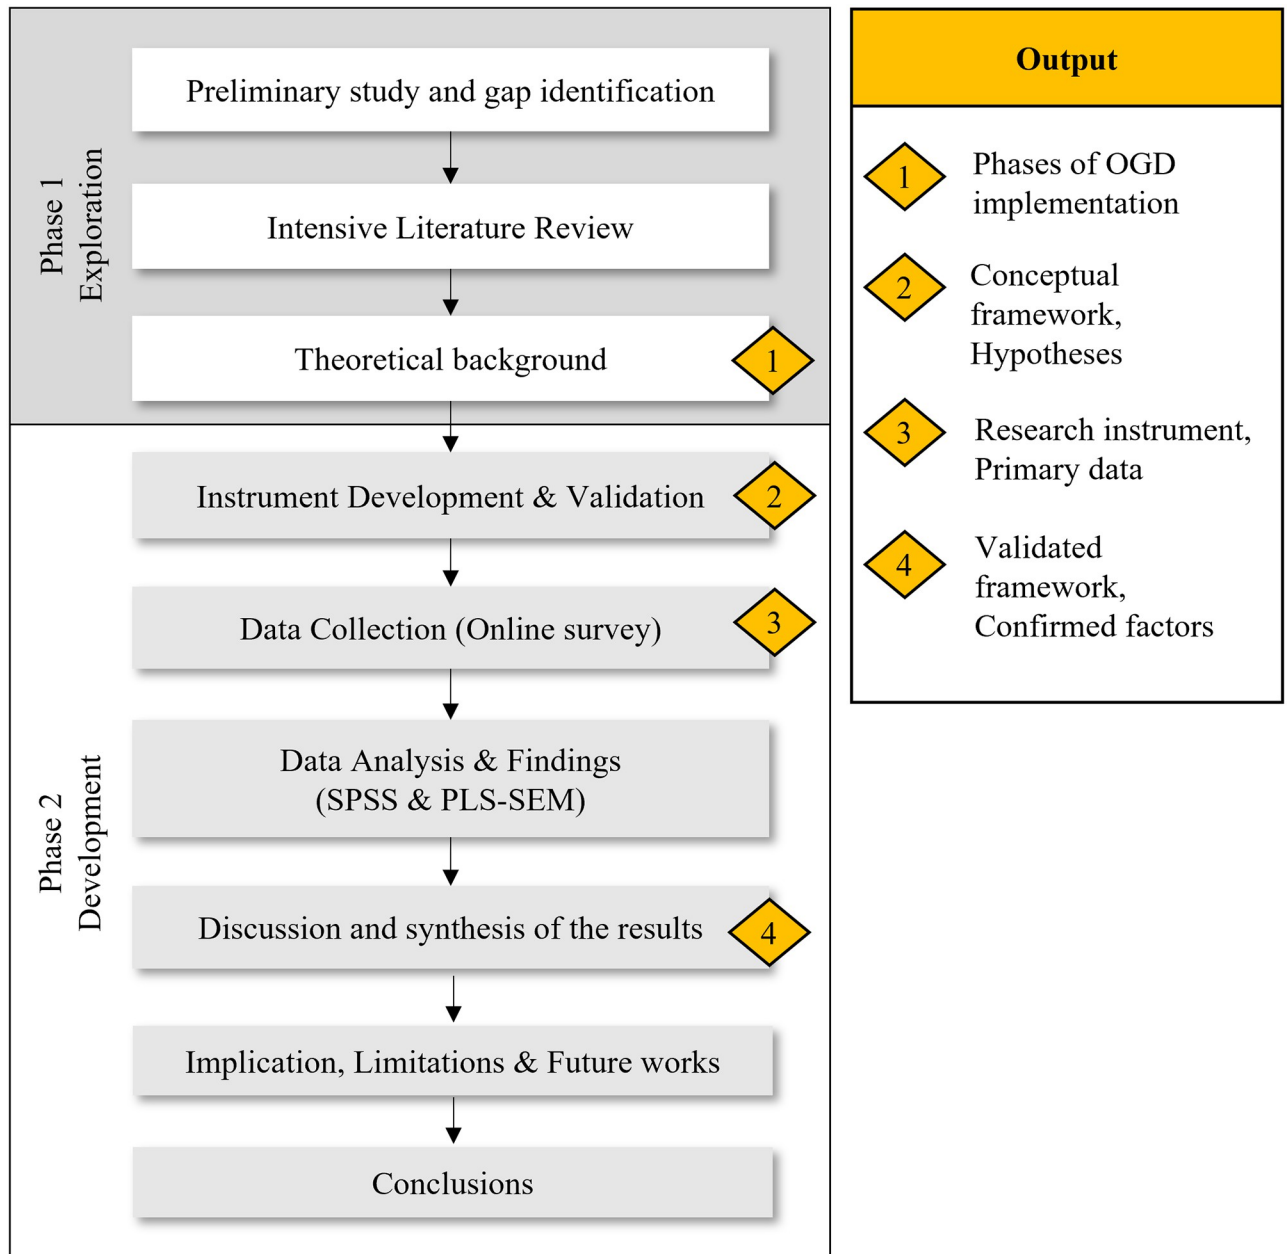 Phase 1
Exploration
Preliminary study and gap identification
Intensive Literature Review
Theoretical background
1
Phase 2
Development
Instrument Development & Validation
2
Data Collection (Online survey)
3
Data Analysis & Findings
(SPSS & PLS-SEM)
Discussion and synthesis of the results
4
Implication, Limitations & Future works
Conclusions
Output
1
Phases of OGD
implementation
2
Conceptual
framework,
Hypotheses
3
Research instrument,
Primary data
4
Validated
framework,
Confirmed factors